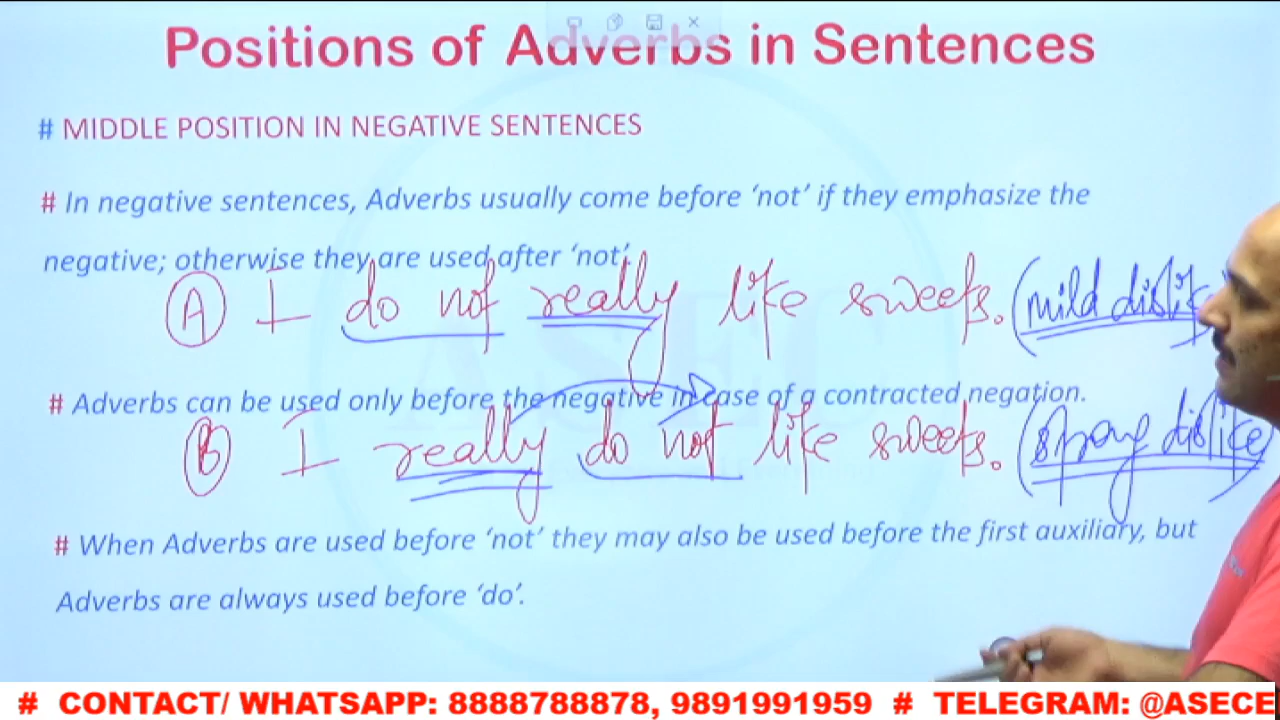 Positions of Adverbs in Sentences
# MIDDLE POSITION IN NEGATIVE SENTENCES
# In negative sentences, Adverbs usually come before ‘not’ if they emphasize the
negative; otherwise they are used after ‘not’.
(A) I do not really like sweets. (mild dislike)
# Adverbs can be used only before the negative in case of a contracted negation.
(B) I really do not like sweets. (strong dislike)
# When Adverbs are used before ‘not’ they may also be used before the first auxiliary, but
Adverbs are always used before ‘do’.
# CONTACT/ WHATSAPP: 8888788878, 9891991959 # TELEGRAM: @ASECE